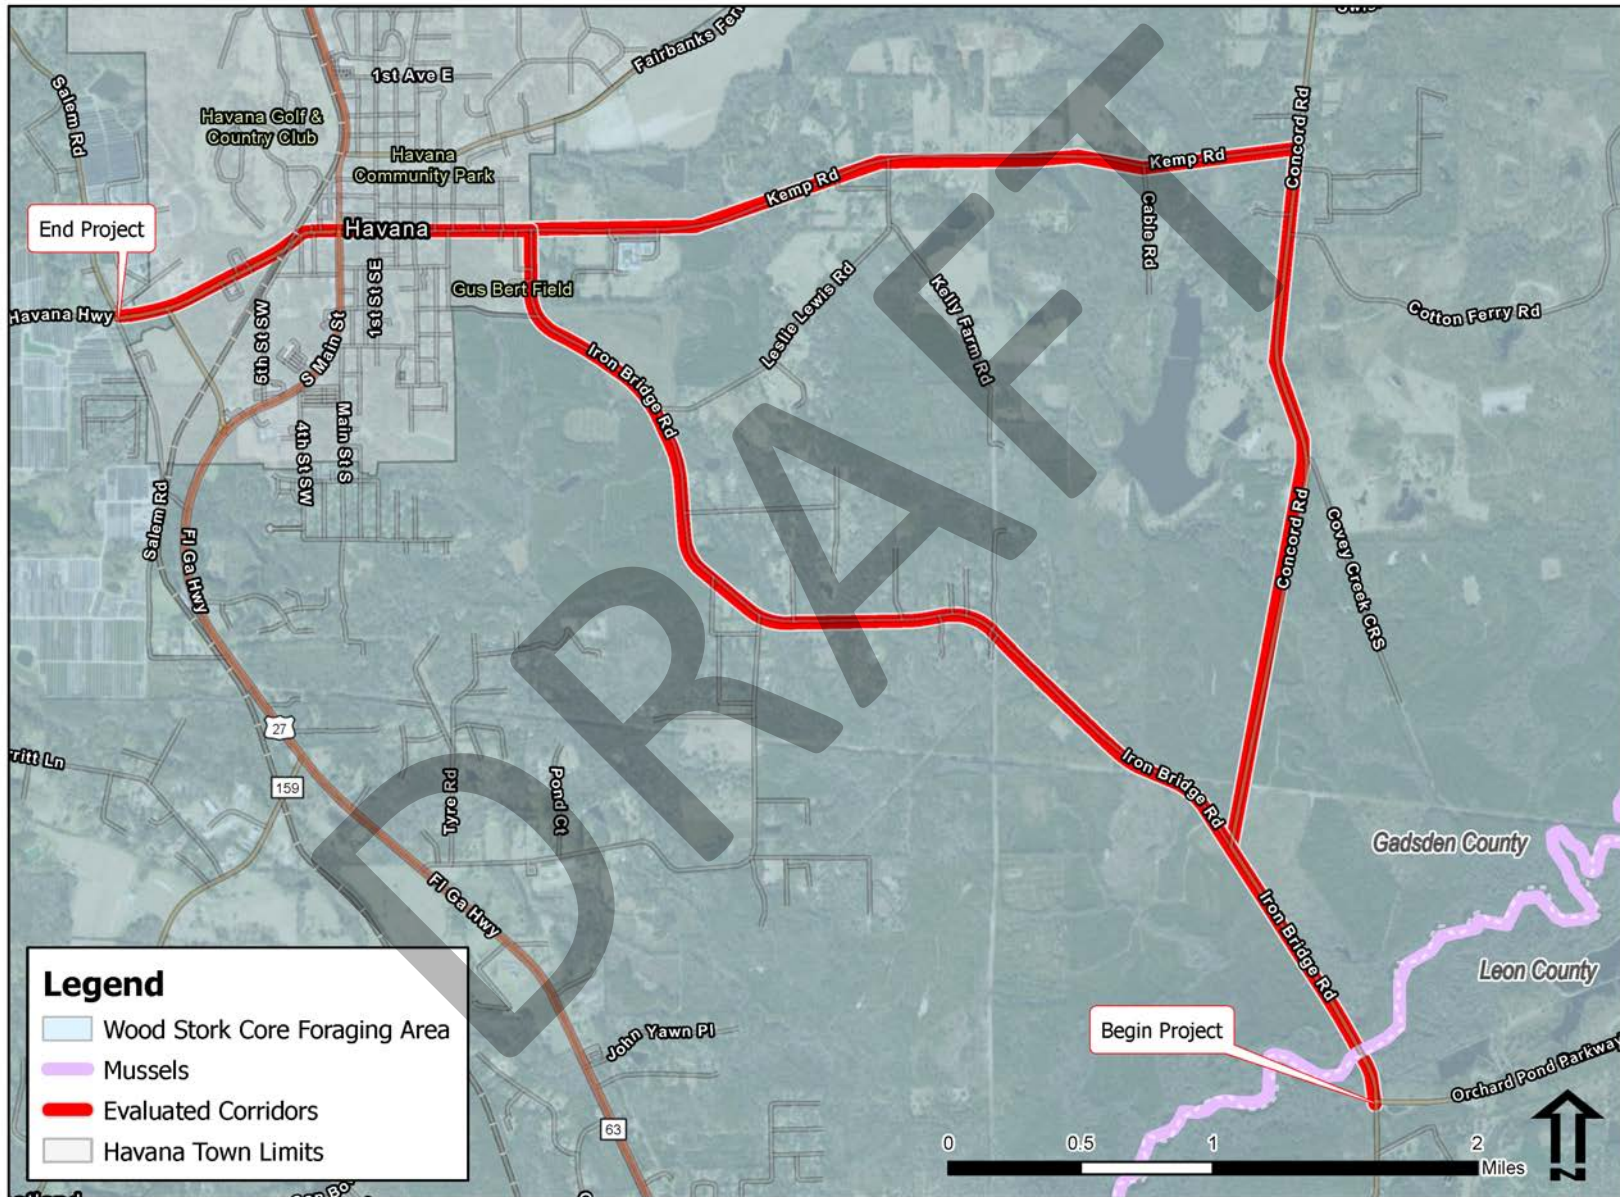 Salem Rd
1st Ave E
Fairbanks Fer
Concord Rd
Havana Golf &
Country Club
Havana
Community Park
Kemp Rd
Kemp Rd
Cable Rd
End Project
Havana
Gus Bert Field
Havana Hwy
5th St SW
1st St SE
S Main St
Leslie Lewis Rd
Kelly Farm Rd
Cotton Ferry Rd
Iron Bridge Rd
4th St SW
Main St S
Salem Rd
Fl Ga Hwy
Concord Rd
Covey Creek CRS
DRAFT
27
159
ritt Ln
Tyre Rd
Pond Ct
Iron Bridge Rd
Gadsden County
Fl Ga Hwy
Iron Bridge Rd
Leon County
Begin Project
John Yawn Pl
Orchard Pond Parkway
63
Legend
Wood Stork Core Foraging Area
Mussels
Evaluated Corridors
Havana Town Limits
0 0.5 1 2
Miles
N